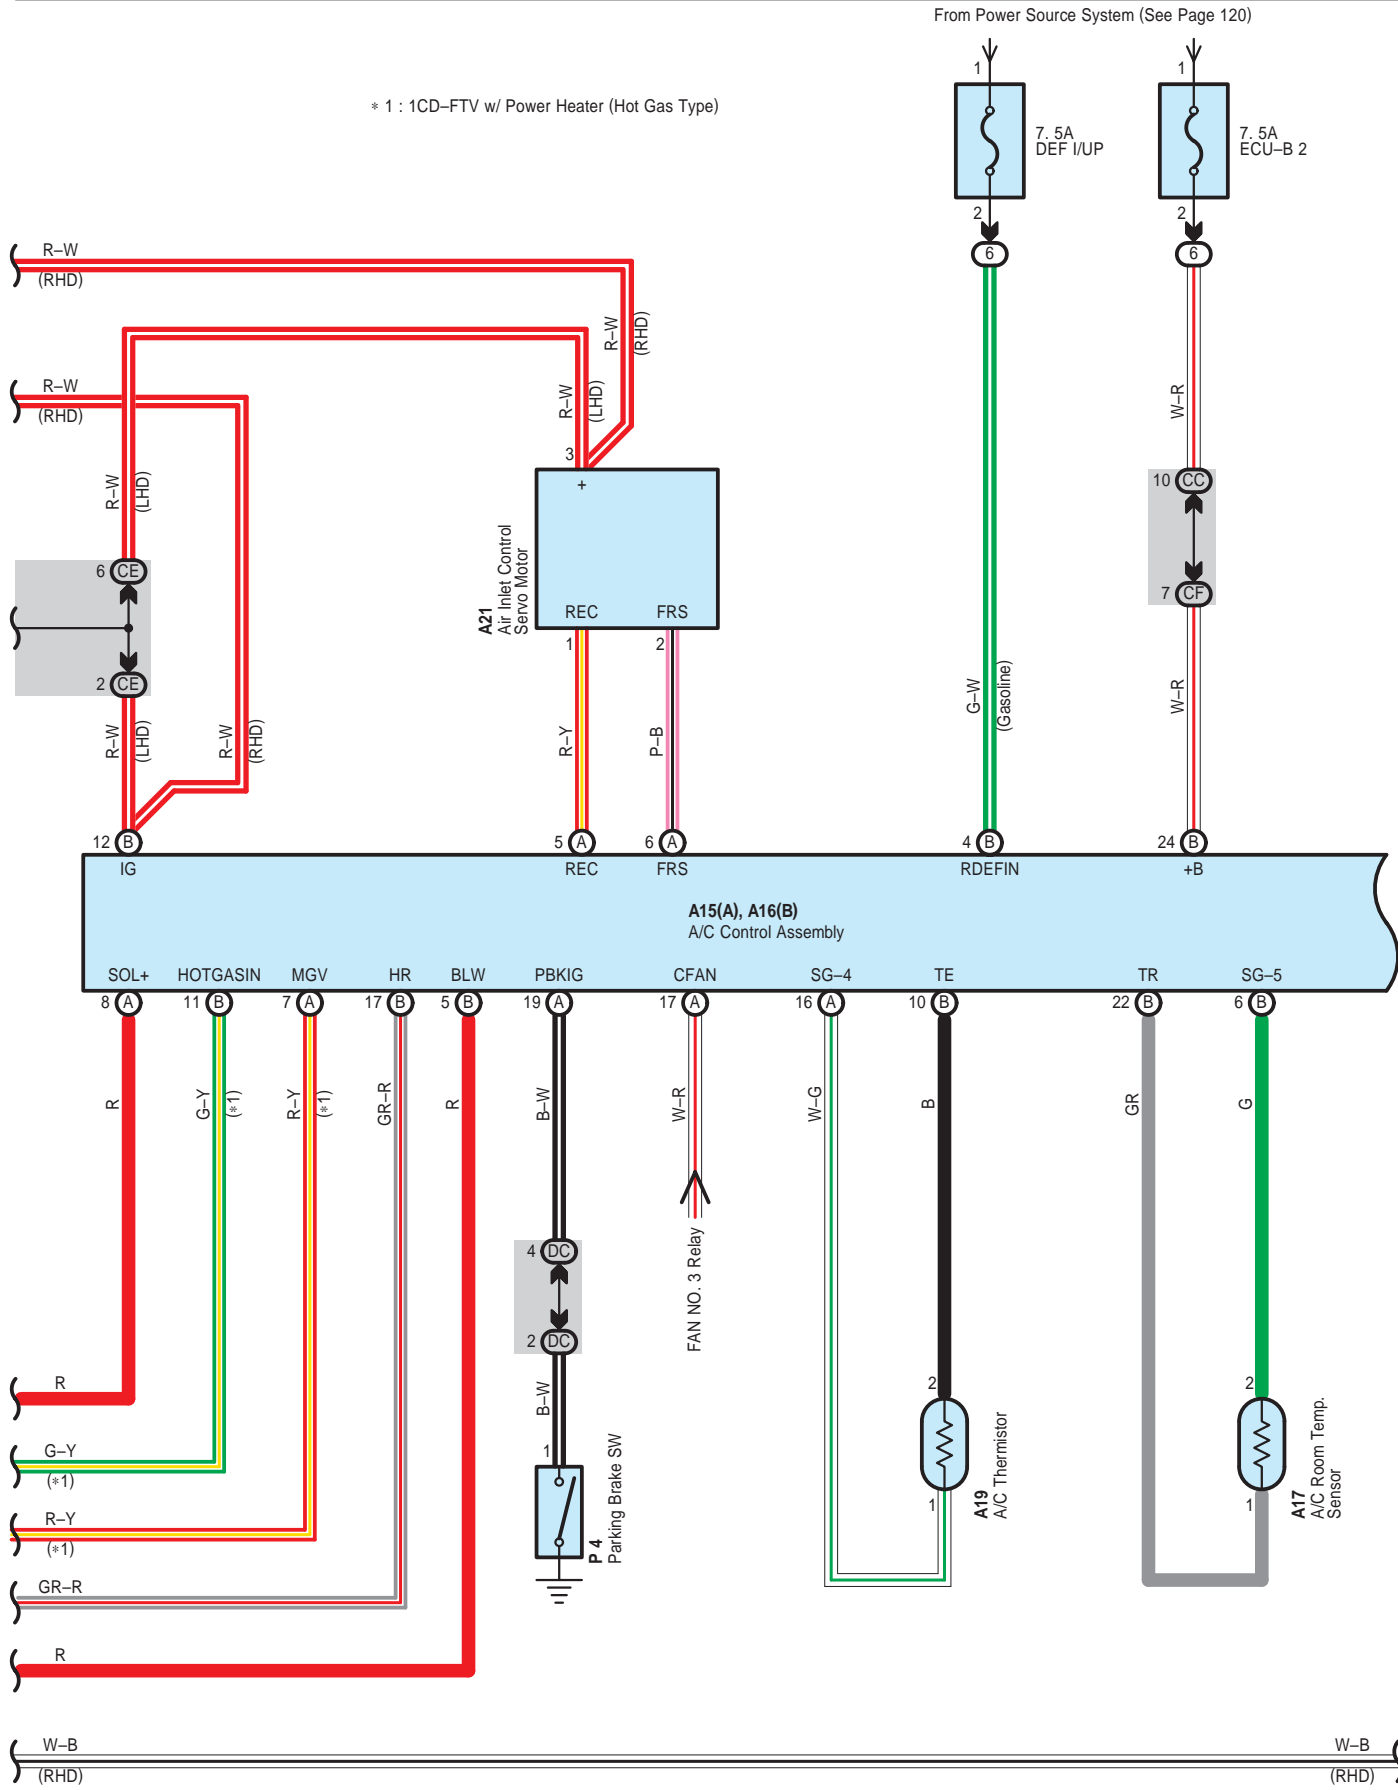 From Power Source System (See Page 120)
∗ 1 : 1CD–FTV w/ Power Heater (Hot Gas Type)
1
1
7. 5A
DEF I/UP
7. 5A
ECU–B 2
2
2
6
6
R–W
(RHD)
R–W
(RHD)
R–W
(LHD)
R–W
(RHD)
R–W
(LHD)
W–R
3
+
10 CC
7 CF
6 CE
2 CE
A21
Air Inlet Control
Servo Motor
REC
FRS
1
2
R–W
(LHD)
R–W
(RHD)
R–Y
P–B
G–W
(Gasoline)
W–R
12 B
5 A
6 A
4 B
24 B
IG
REC
FRS
RDEFIN
+B
A15(A), A16(B)
A/C Control Assembly
SOL+
HOTGASIN
MGV
HR
BLW
PBKIG
CFAN
SG–4
TE
TR
SG–5
8 A
11 B
7 A
17 B
5 B
19 A
17 A
16 A
10 B
22 B
6 B
R
G–Y
(∗1)
R–Y
(∗1)
GR–R
R
B–W
W–R
W–G
B
GR
G
FAN NO. 3 Relay
4 DC
2 DC
B–W
1
P 4
Parking Brake SW
2
1
A19
A/C Thermistor
2
1
A17
A/C Room Temp.
Sensor
R
G–Y
(∗1)
R–Y
(∗1)
GR–R
R
W–B
(RHD)
W–B
(RHD)